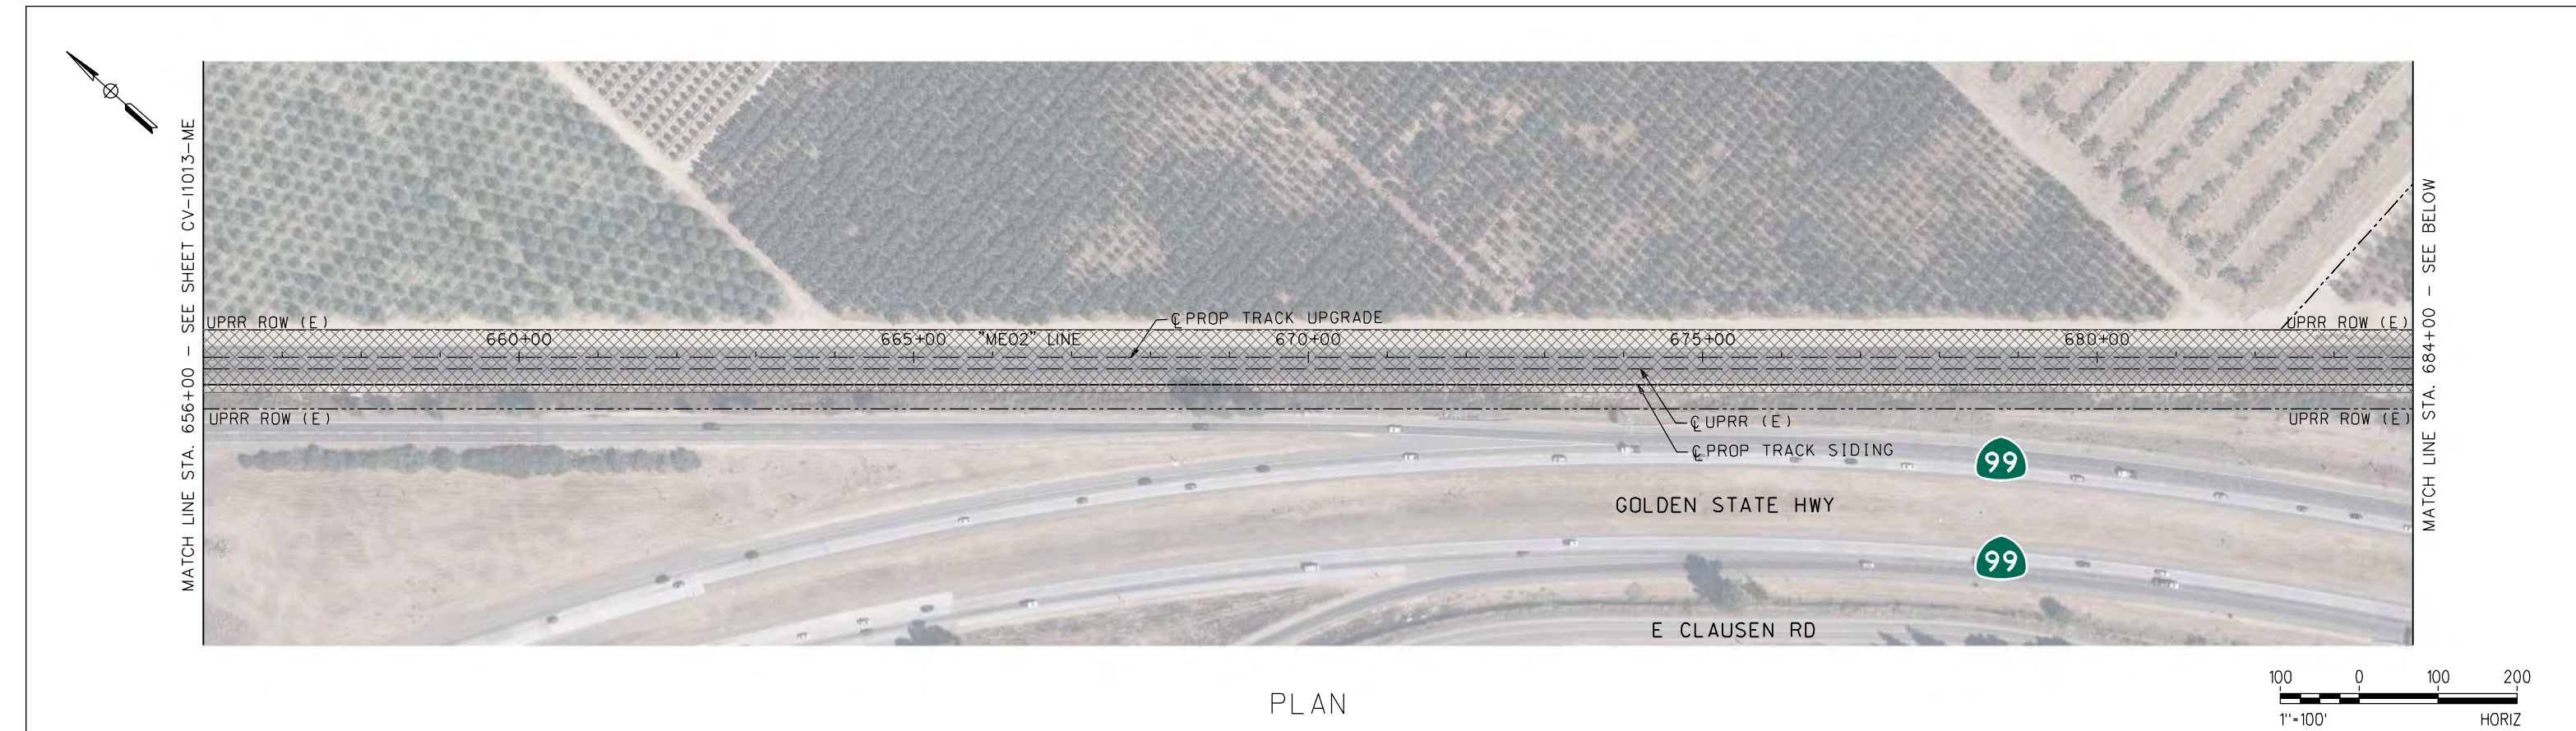 MATCH LINE STA. 656+00 - SEE SHEET CV-I1013-ME
UPRR ROW (E)
UPRR ROW (E)
℄ PROP TRACK UPGRADE
660+00 665+00 "ME02" LINE 670+00 675+00 680+00
UPRR ROW (E)
UPRR ROW (E)
℄ UPRR (E)
℄ PROP TRACK SIDING
99
GOLDEN STATE HWY
99
E CLAUSEN RD
MATCH LINE STA. 684+00 - SEE BELOW
PLAN
100 0 100 200
1"=100' HORIZ